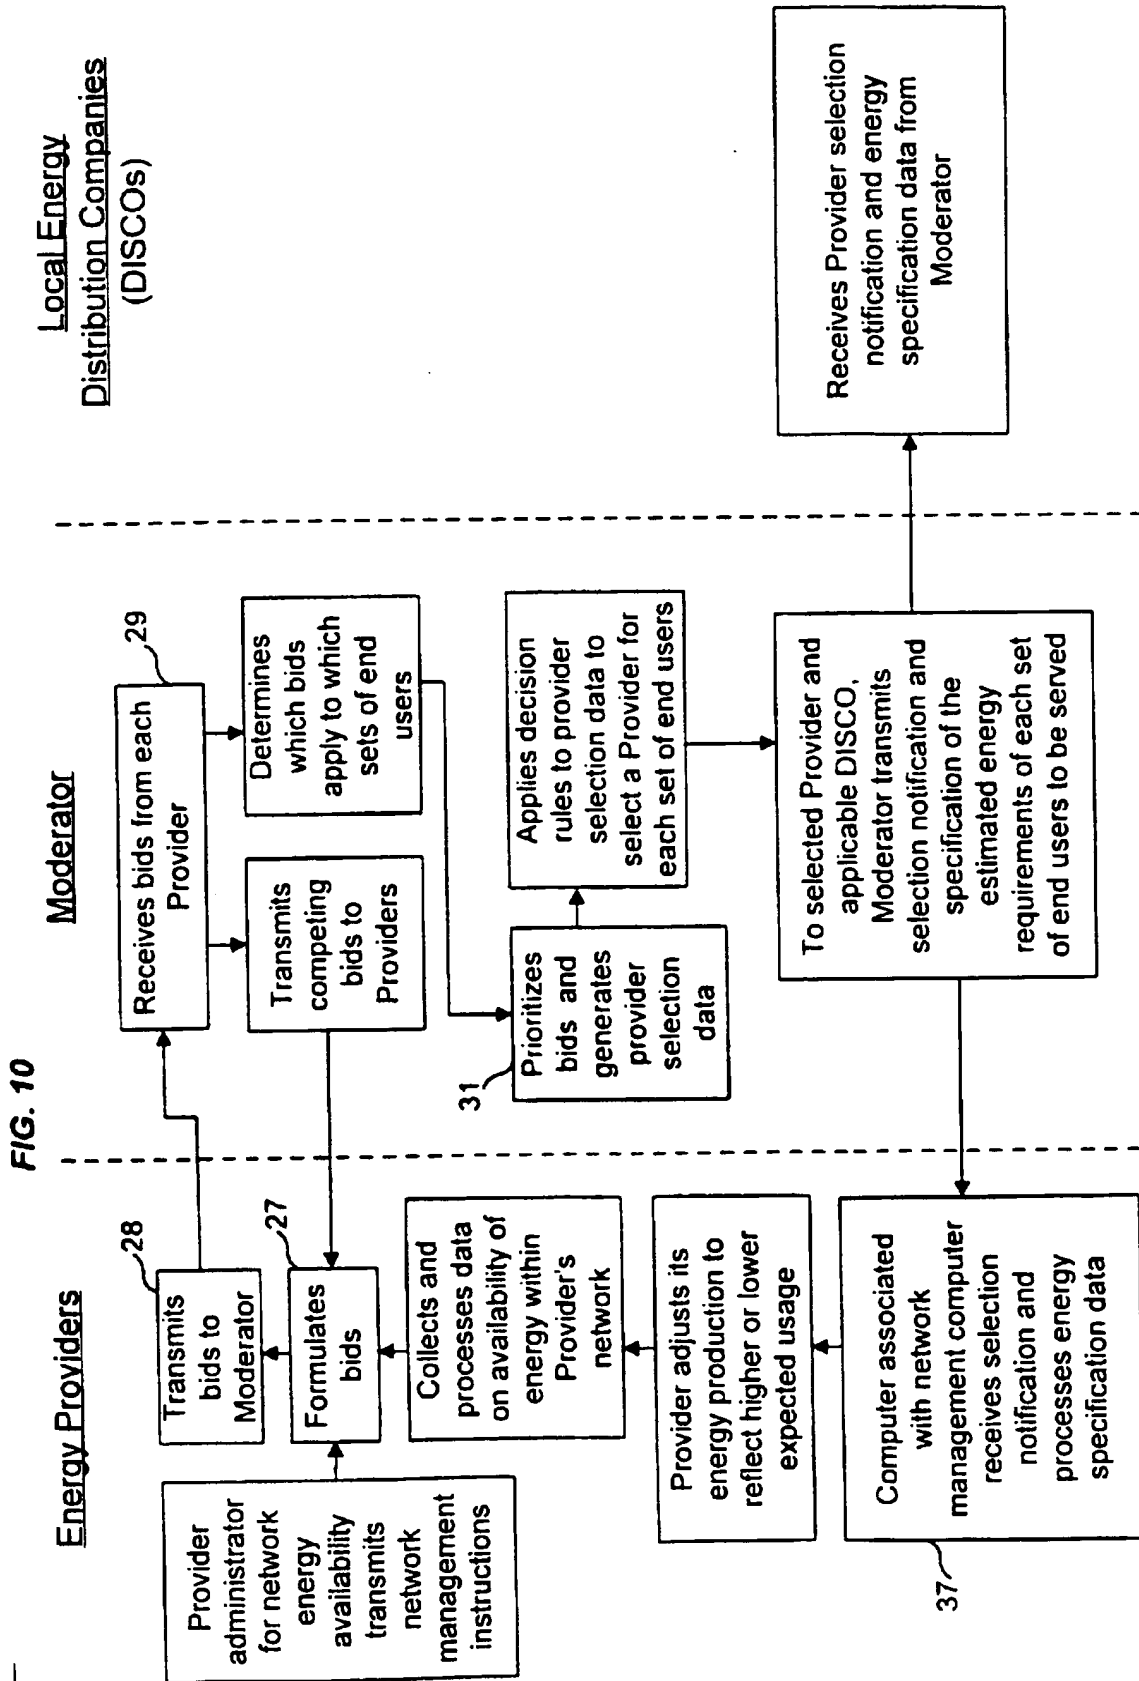 FIG. 10
Energy Providers
Moderator
Local Energy
Distribution Companies
(DISCOs)
Provider
administrator
for network
energy
availability
transmits
network
management
instructions
28
Transmits
bids to
Moderator
27
Formulates
bids
Collects and
processes data
on availability of
energy within
Provider's
network
Provider adjusts its
energy production to
reflect higher or lower
expected usage
Computer associated
with network
management computer
receives selection
notification and
processes energy
specification data
37
29
Receives bids from each
Provider
Transmits
competing
bids to
Providers
Determines
which bids
apply to which
sets of end
users
31
Prioritizes
bids and
generates
provider
selection
data
Applies decision
rules to provider
selection data to
select a Provider for
each set of end users
To selected Provider and
applicable DISCO,
Moderator transmits
selection notification and
specification of the
estimated energy
requirements of each set
of end users to be served
Receives Provider selection
notification and energy
specification data from
Moderator